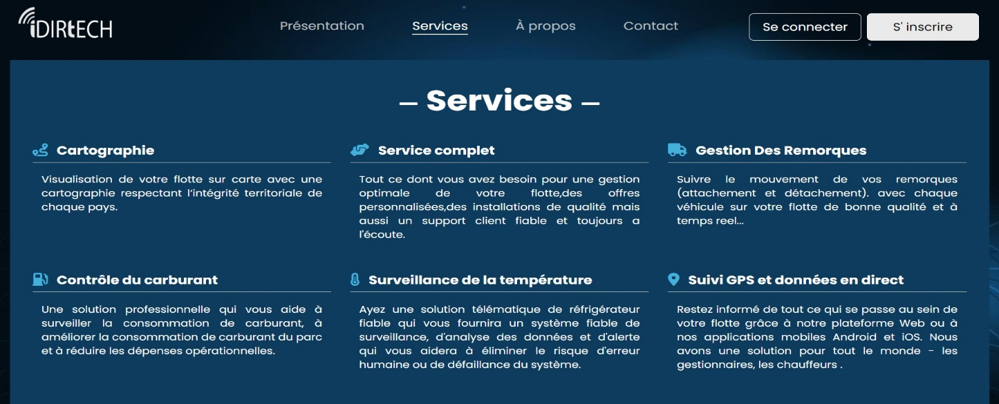 iDIRtECH
Présentation
Services
À propos
Contact
Se connecter
S' inscrire
– Services –
Cartographie
Visualisation de votre flotte sur carte avec une
cartographie respectant l’intégrité territoriale de
chaque pays.
Service complet
Tout ce dont vous avez besoin pour une gestion
optimale de votre flotte,des offres
personnalisées,des installations de qualité mais
aussi un support client fiable et toujours a
l'écoute.
Gestion Des Remorques
Suivre le mouvement de vos remorques
(attachement et détachement). avec chaque
véhicule sur votre flotte de bonne qualité et à
temps reel...
Contrôle du carburant
Une solution professionnelle qui vous aide à
surveiller la consommation de carburant, à
améliorer la consommation de carburant du parc
et à réduire les dépenses opérationnelles.
Surveillance de la température
Ayez une solution télématique de réfrigérateur
fiable qui vous fournira un système fiable de
surveillance, d'analyse des données et d'alerte
qui vous aidera à éliminer le risque d'erreur
humaine ou de défaillance du système.
Suivi GPS et données en direct
Restez informé de tout ce qui se passe au sein de
votre flotte grâce à notre plateforme Web ou à
nos applications mobiles Android et iOS. Nous
avons une solution pour tout le monde - les
gestionnaires, les chauffeurs .